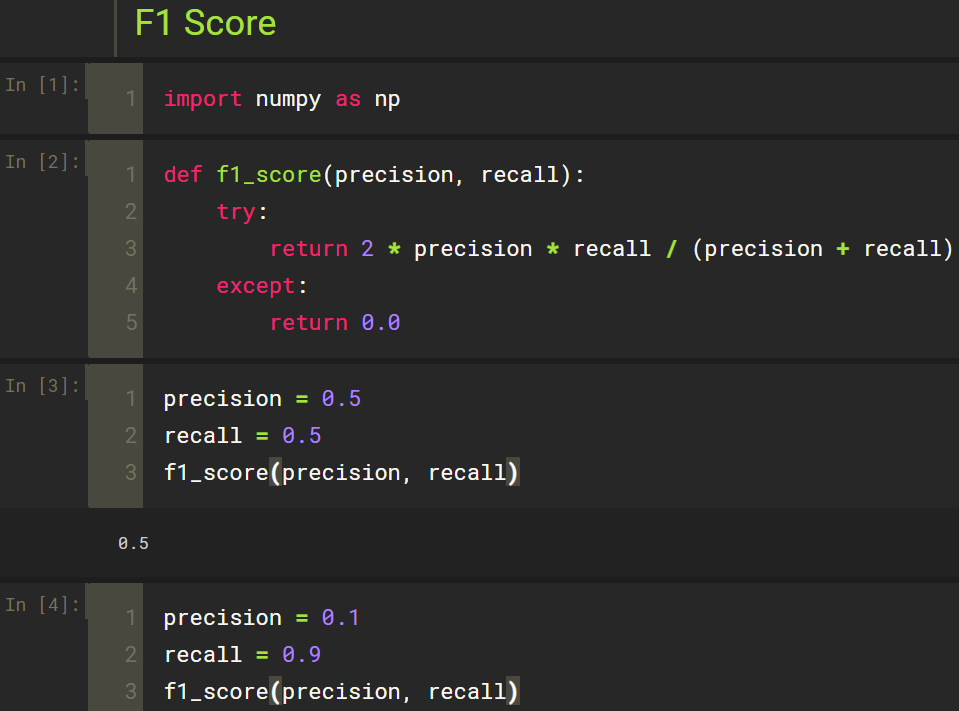 F1 Score
In [1]:
1 import numpy as np
In [2]:
1 def f1_score(precision, recall):
2     try:
3         return 2 * precision * recall / (precision + recall)
4     except:
5         return 0.0
In [3]:
1 precision = 0.5
2 recall = 0.5
3 f1_score(precision, recall)
0.5
In [4]:
1 precision = 0.1
2 recall = 0.9
3 f1_score(precision, recall)